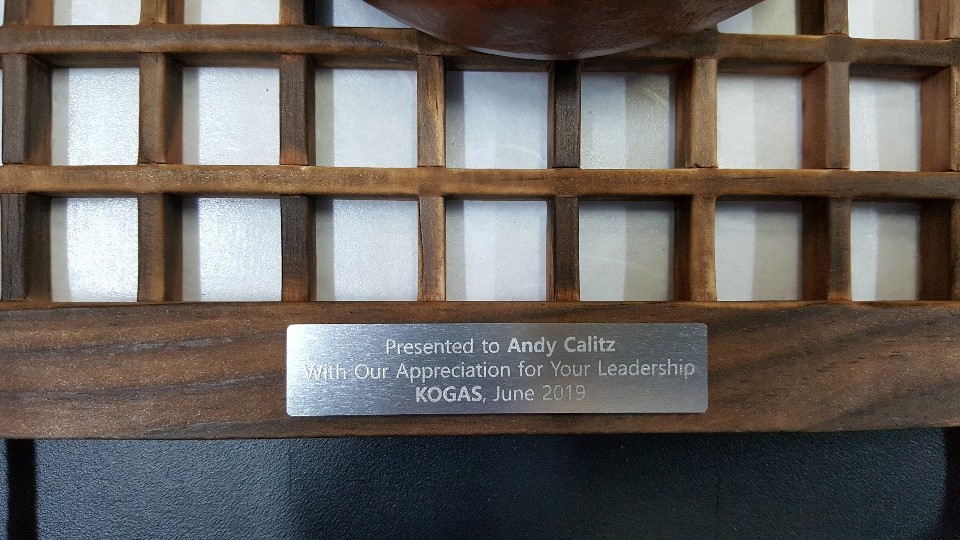 Presented to Andy Calitz
With Our Appreciation for Your Leadership
KOGAS, June 2019